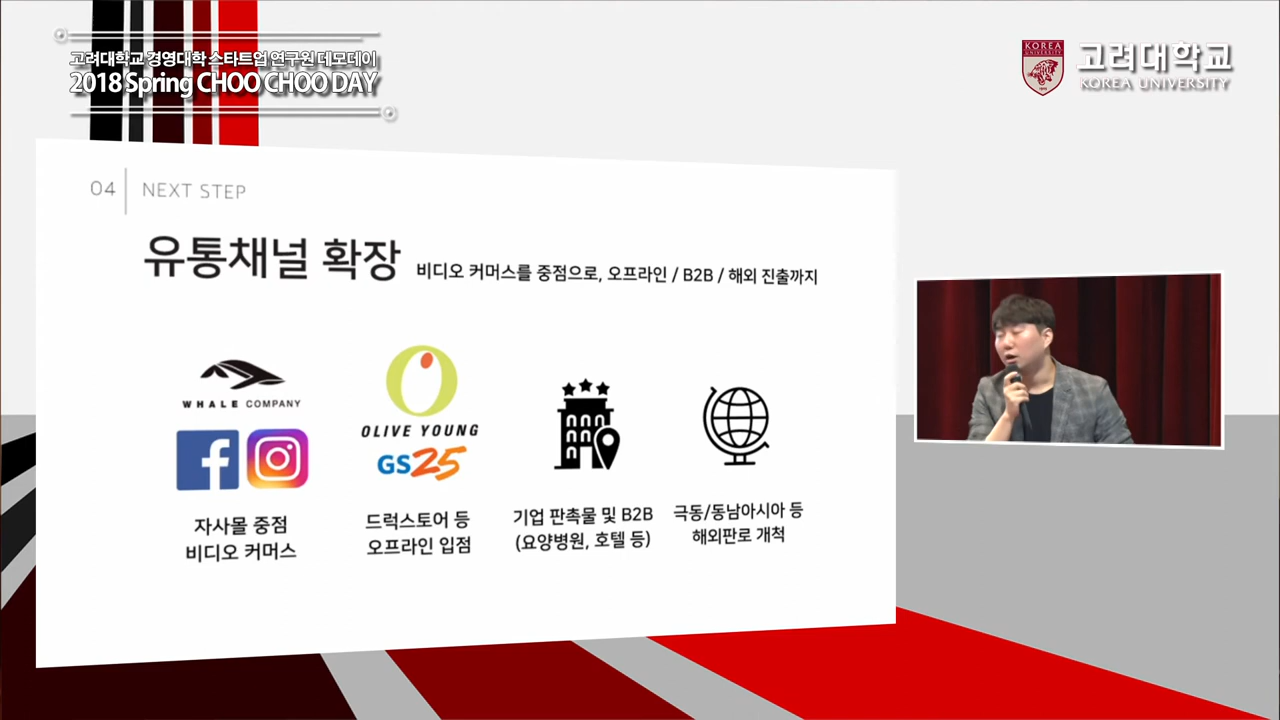 고려대학교 경영대학 스타트업 연구원 데모데이
2018 Spring CHOO CHOO DAY
KOREA
UNIVERSITY
1905
고려대학교
KOREA UNIVERSITY
04 NEXT STEP
유통채널 확장 비디오 커머스를 중점으로, 오프라인 / B2B / 해외 진출까지
WHALE COMPANY
자사몰 중점
비디오 커머스
OLIVE YOUNG
GS25
드럭스토어 등
오프라인 입점
기업 판촉물 및 B2B
(요양병원, 호텔 등)
극동/동남아시아 등
해외판로 개척